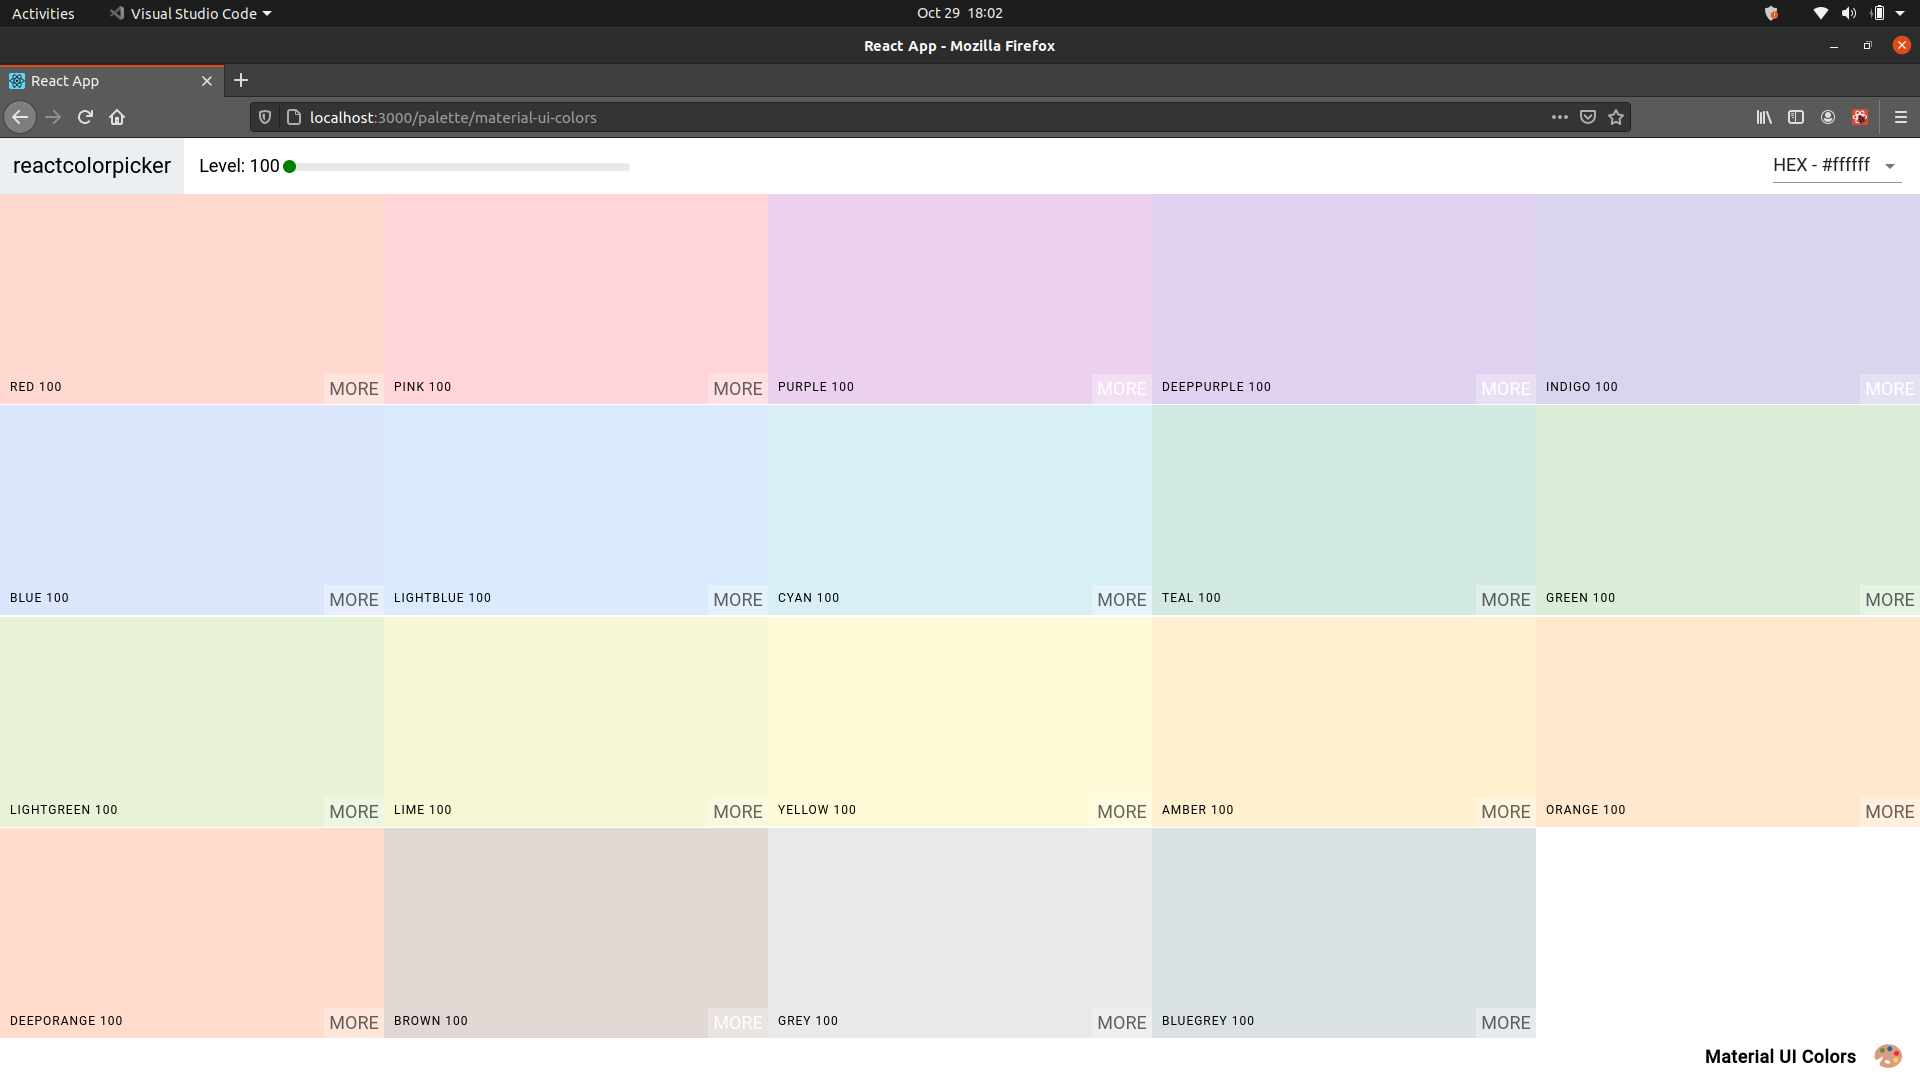 Activities Visual Studio Code Oct 29 18:02
React App - Mozilla Firefox
React App
localhost:3000/palette/material-ui-colors
reactcolorpicker Level: 100 HEX - #ffffff
RED 100 MORE PINK 100 MORE PURPLE 100 MORE DEEPPURPLE 100 MORE INDIGO 100 MORE
BLUE 100 MORE LIGHTBLUE 100 MORE CYAN 100 MORE TEAL 100 MORE GREEN 100 MORE
LIGHTGREEN 100 MORE LIME 100 MORE YELLOW 100 MORE AMBER 100 MORE ORANGE 100 MORE
DEEPORANGE 100 MORE BROWN 100 MORE GREY 100 MORE BLUEGREY 100 MORE
Material UI Colors